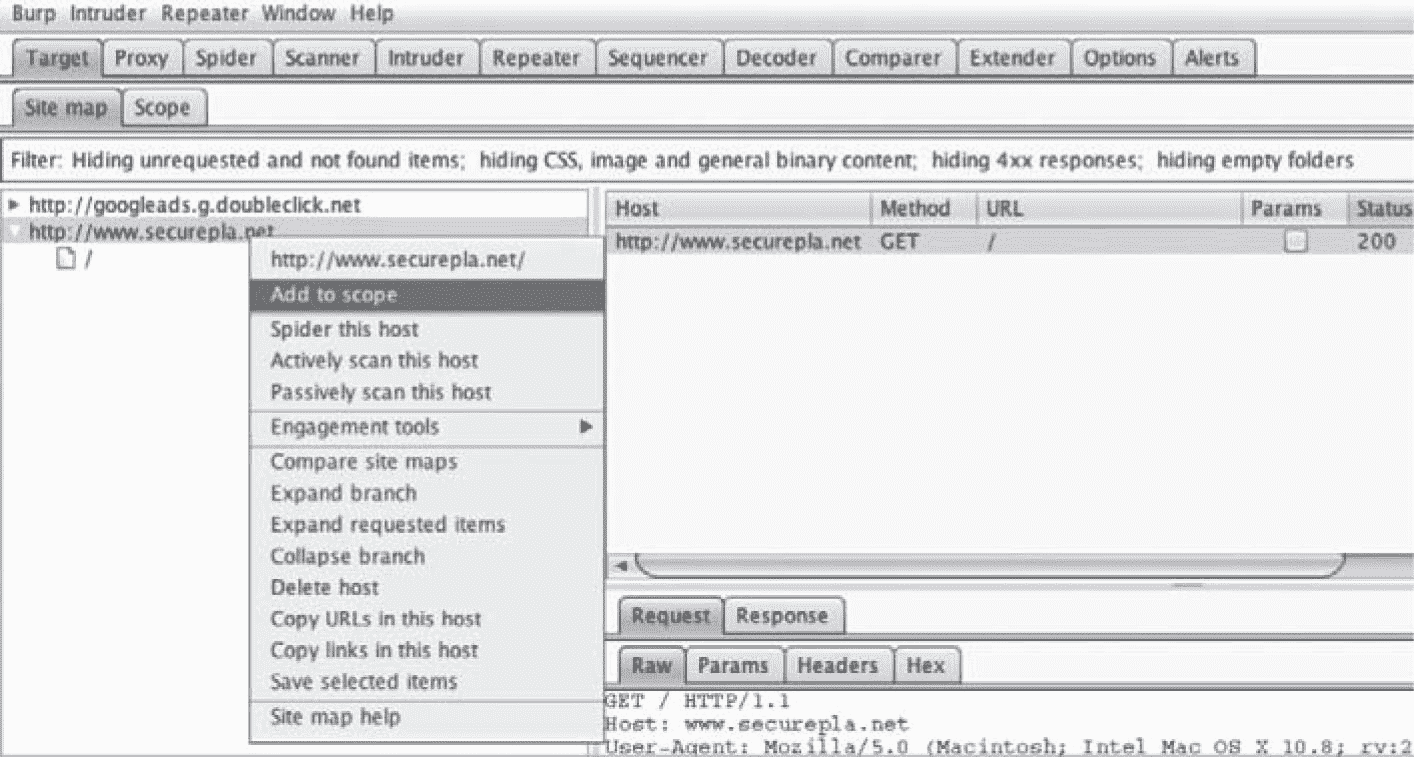 Burp Intruder Repeater Window Help
Target Proxy Spider Scanner Intruder Repeater Sequencer Decoder Comparer Extender Options Alerts
Site map Scope
Filter: Hiding unrequested and not found items; hiding CSS, image and general binary content; hiding 4xx responses; hiding empty folders
http://googleads.g.doubleclick.net
http://www.securepla.net
/
http://www.securepla.net/
Add to scope
Spider this host
Actively scan this host
Passively scan this host
Engagement tools
Compare site maps
Expand branch
Expand requested items
Collapse branch
Delete host
Copy URLs in this host
Copy links in this host
Save selected items
Site map help
Host Method URL Params Status
http://www.securepla.net GET / 200
Request Response
Raw Params Headers Hex
GET / HTTP/1.1
Host: www.securepla.net
User-Agent: Mozilla/5.0 (Macintosh; Intel Mac OS X 10.8; rv:2